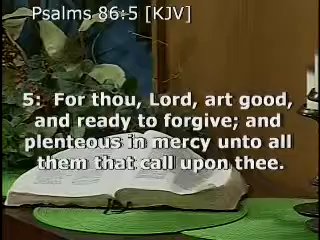 Psalms 86:5 [KJV]
5:  For thou, Lord, art good,
and ready to forgive; and
plenteous in mercy unto all
them that call upon thee.